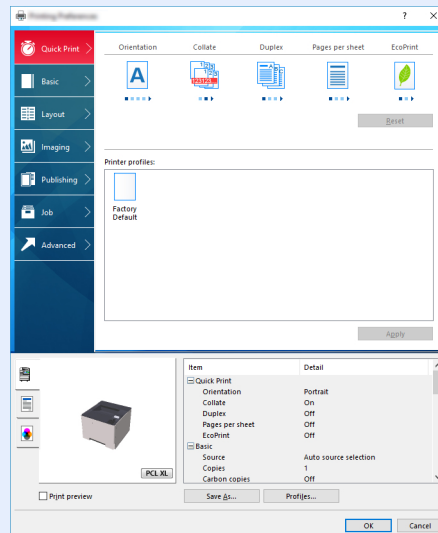 Printing Preferences
? X
Quick Print
Orientation Collate Duplex Pages per sheet EcoPrint
A
Basic
Layout
Reset
Imaging
Printer profiles:
Publishing
Factory
Default
Job
Advanced
Apply
Item Detail
Quick Print
Orientation Portrait
Collate On
Duplex Off
Pages per sheet Off
EcoPrint Off
Basic
Source Auto source selection
Copies 1
Carbon copies Off
PCL XL
Print preview
Save As...
Profiles...
OK
Cancel